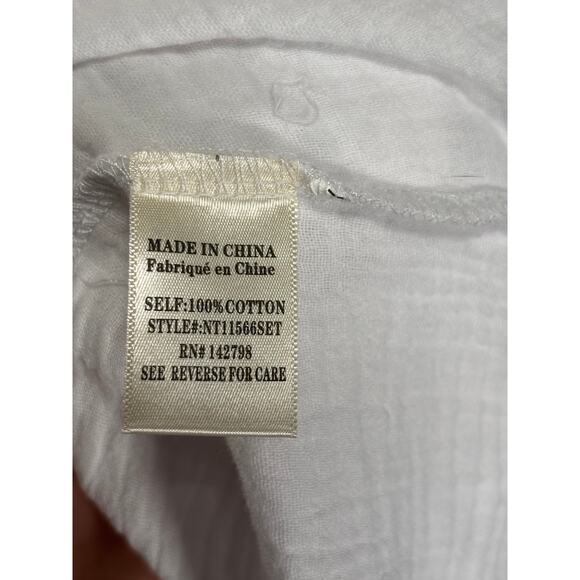 MADE IN CHINA
Fabriqué en Chine
SELF:100%COTTON
STYLE#:NT11566SET
RN# 142798
SEE REVERSE FOR CARE